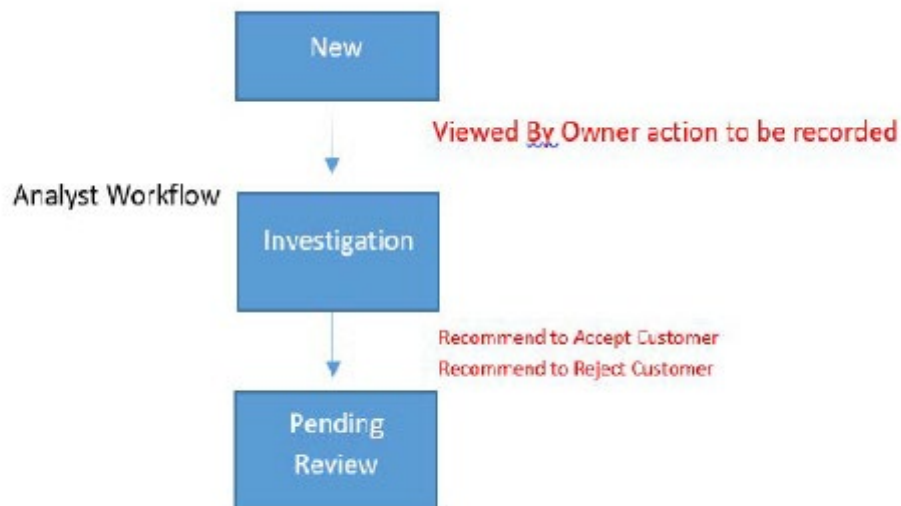 New
Viewed By Owner action to be recorded
Analyst Workflow
Investigation
Recommend to Accept Customer
Recommend to Reject Customer
Pending
Review